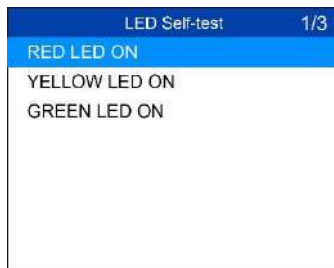 LED Self-test 1/3
RED LED ON
YELLOW LED ON
GREEN LED ON